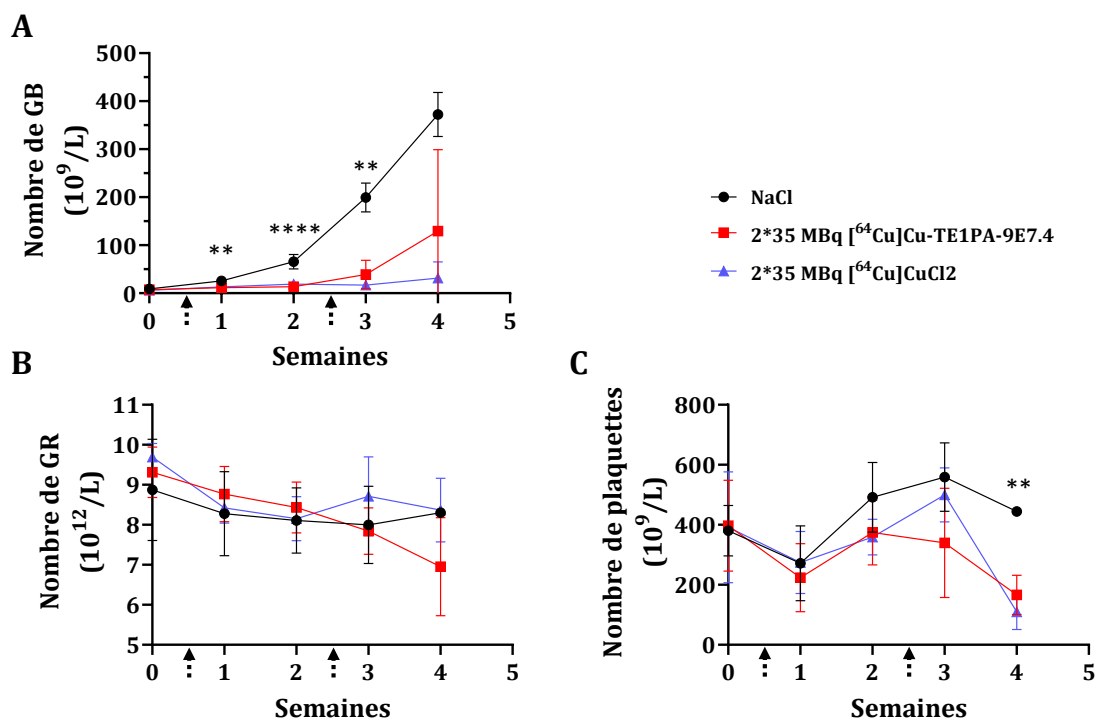 A
Nombre de GB
(10⁹/L)
500
400
300
200
100
0
**
****
**
0 1 2 3 4 5
Semaines
NaCl
2*35 MBq [⁶⁴Cu]Cu-TE1PA-9E7.4
2*35 MBq [⁶⁴Cu]CuCl2
B
Nombre de GR
(10¹²/L)
11
10
9
8
7
6
5
0 1 2 3 4 5
Semaines
C
Nombre de plaquettes
(10⁹/L)
800
600
400
200
0
**
0 1 2 3 4 5
Semaines